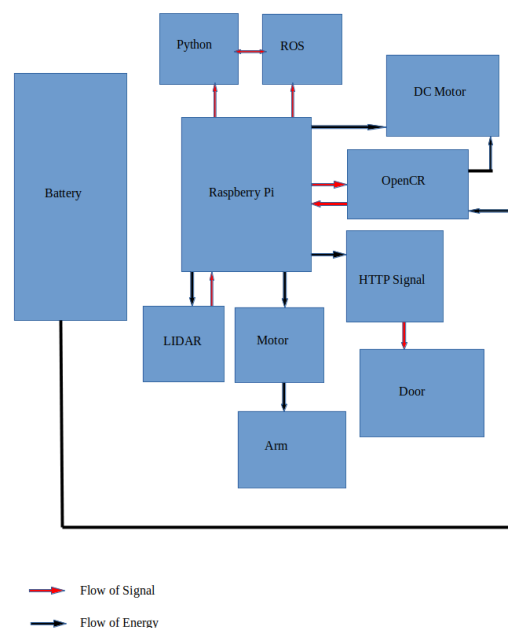 Python
ROS
DC Motor
Battery
Raspberry Pi
OpenCR
HTTP Signal
LIDAR
Motor
Door
Arm
Flow of Signal
Flow of Energy